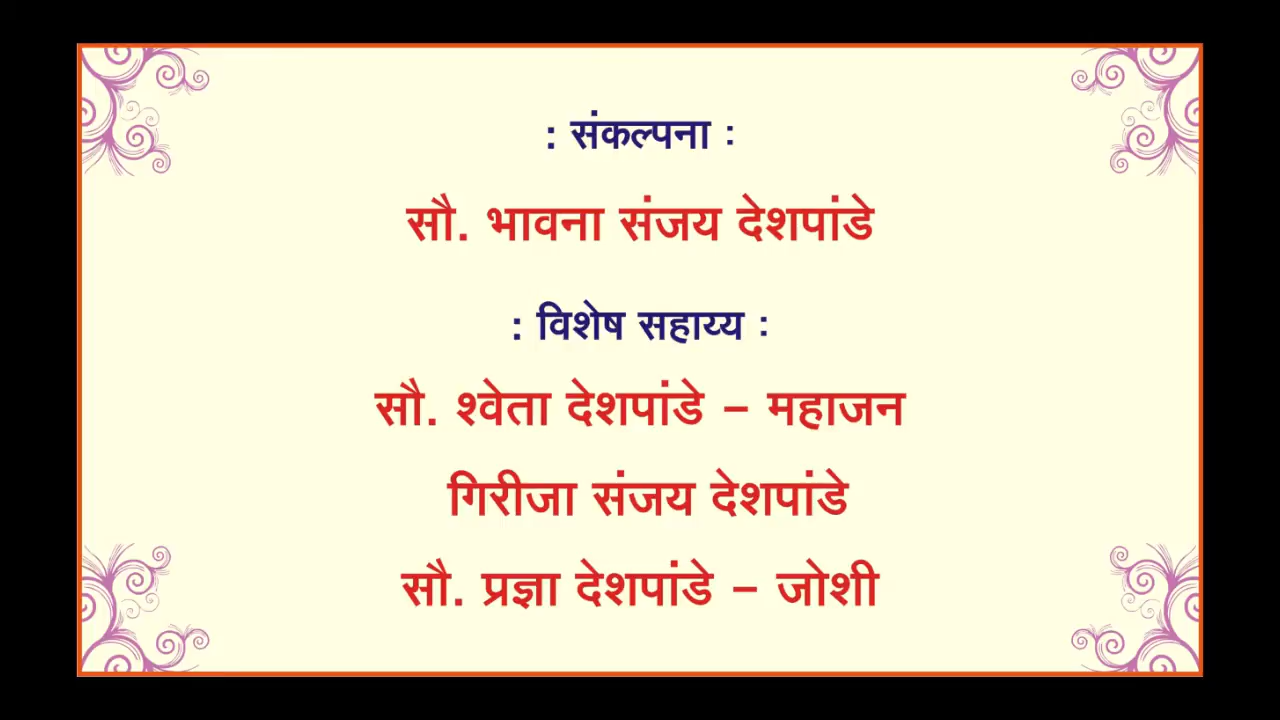 : संकल्पना :
सौ. भावना संजय देशपांडे
: विशेष सहाय्य :
सौ. श्वेता देशपांडे – महाजन
गिरीजा संजय देशपांडे
सौ. प्रज्ञा देशपांडे – जोशी